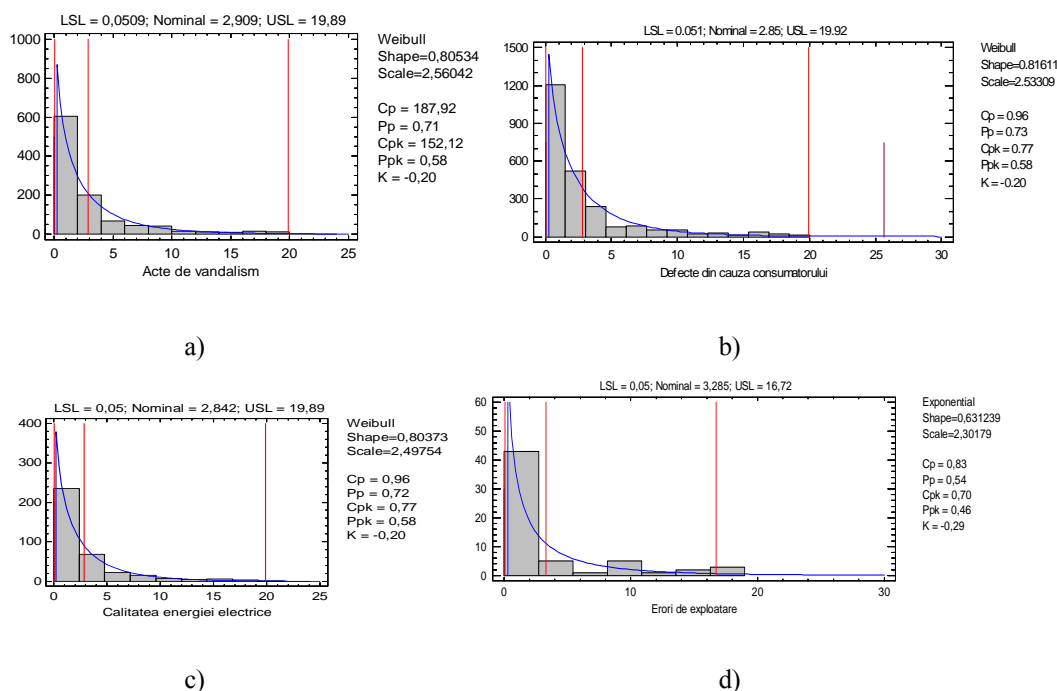 LSL = 0,0509; Nominal = 2,909; USL = 19,89
1000
800
600
400
200
0
0 5 10 15 20 25
Acte de vandalism
Weibull
Shape=0,80534
Scale=2,56042
Cp = 187,92
Pp = 0,71
Cpk = 152,12
Ppk = 0,58
K = -0,20
a)
LSL = 0.051; Nominal = 2.85; USL = 19.92
1500
1200
900
600
300
0
0 5 10 15 20 25 30
Defecte din cauza consumatorului
Weibull
Shape=0.81611
Scale=2.53309
Cp = 0.96
Pp = 0.73
Cpk = 0.77
Ppk = 0.58
K = -0.20
b)
LSL = 0,05; Nominal = 2,842; USL = 19,89
400
300
200
100
0
0 5 10 15 20 25
Calitatea energiei electrice
Weibull
Shape=0,80373
Scale=2,49754
Cp = 0,96
Pp = 0,72
Cpk = 0,77
Ppk = 0,58
K = -0,20
c)
LSL = 0,05; Nominal = 3,285; USL = 16,72
60
50
40
30
20
10
0
0 10 20 30
Erori de exploatare
Exponential
Shape=0,631239
Scale=2,30179
Cp = 0,83
Pp = 0,54
Cpk = 0,70
Ppk = 0,46
K = -0,29
d)